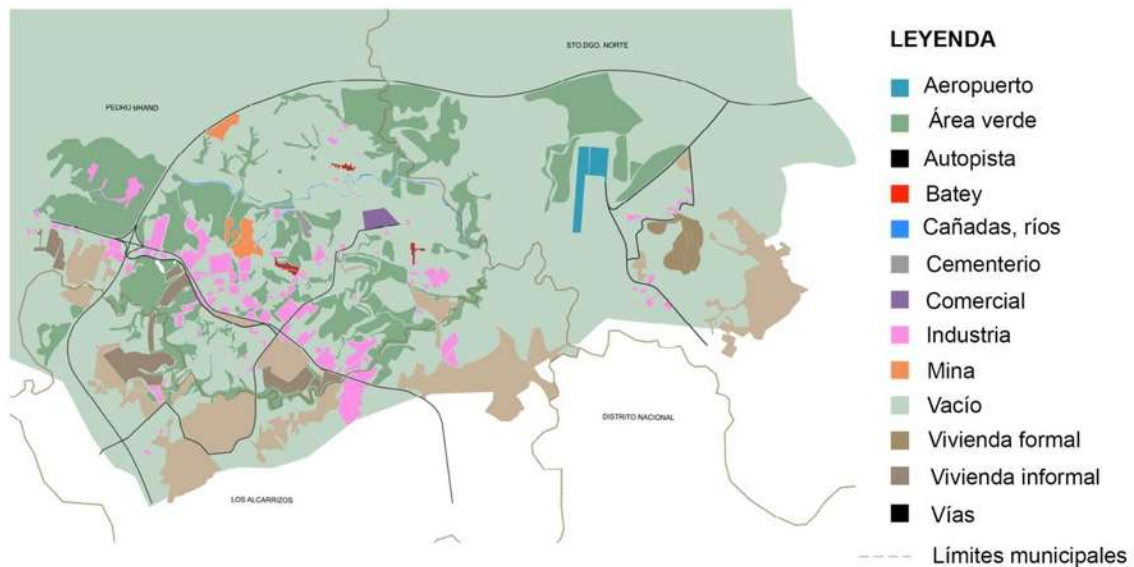 STO.DGO. NORTE
PEDRO BRAND
DISTRITO NACIONAL
LOS ALCARRIZOS
LEYENDA
Aeropuerto
Área verde
Autopista
Batey
Cañadas, ríos
Cementerio
Comercial
Industria
Mina
Vacío
Vivienda formal
Vivienda informal
Vías
Límites municipales